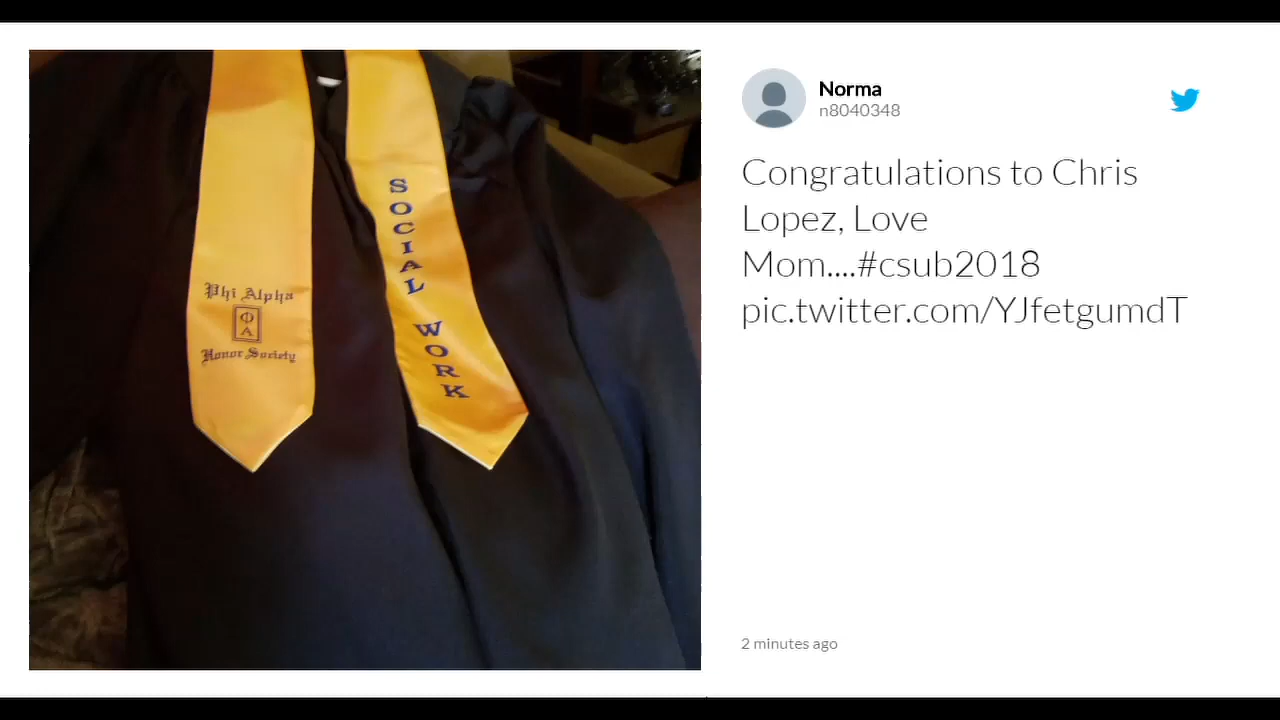 Phi Alpha
ΦΑ
Honor Society
SOCIAL WORK
Norma
n8040348
Congratulations to Chris
Lopez, Love
Mom....#csub2018
pic.twitter.com/YJfetgumdT
2 minutes ago